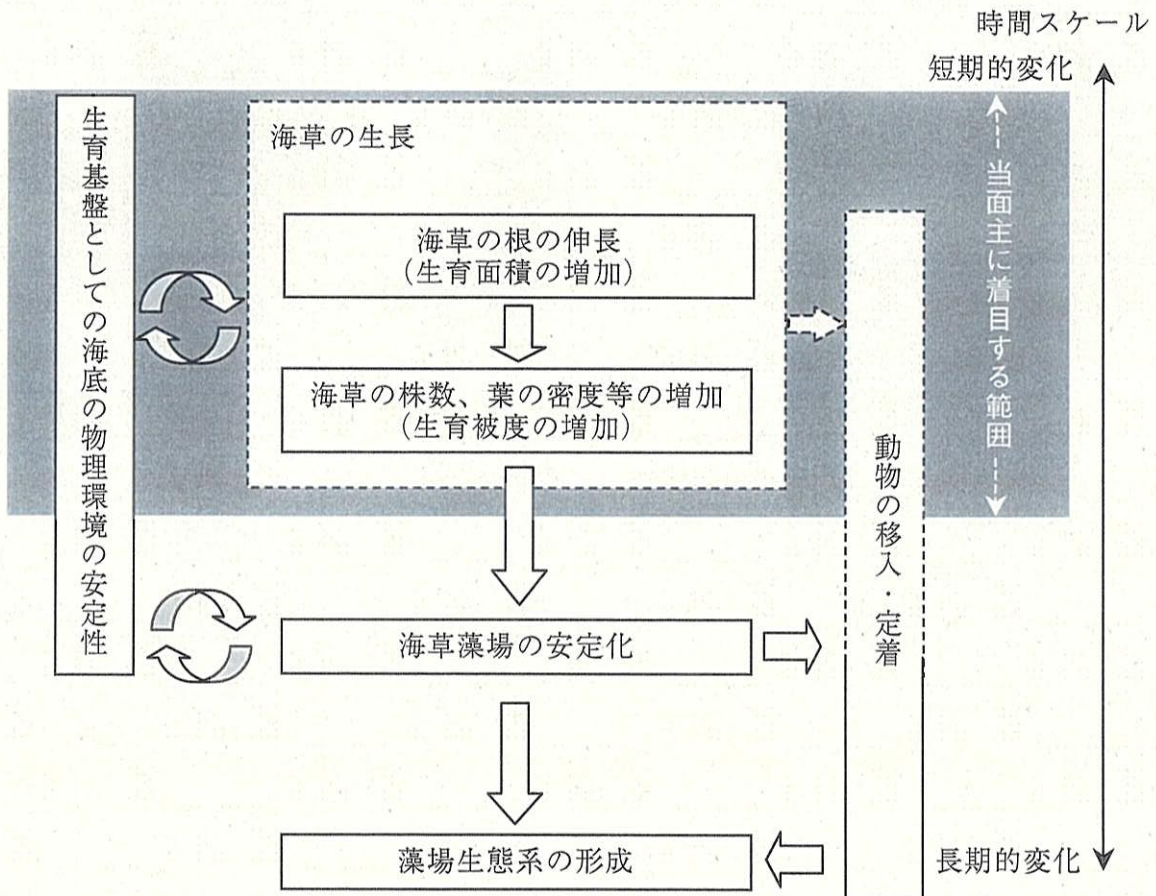 時間スケール
短期的変化
生育基盤としての海底の物理環境の安定性
海草の生長
海草の根の伸長
(生育面積の増加)
海草の株数、葉の密度等の増加
(生育被度の増加)
当面主に着目する範囲
動物の移入・定着
海草藻場の安定化
藻場生態系の形成
長期的変化